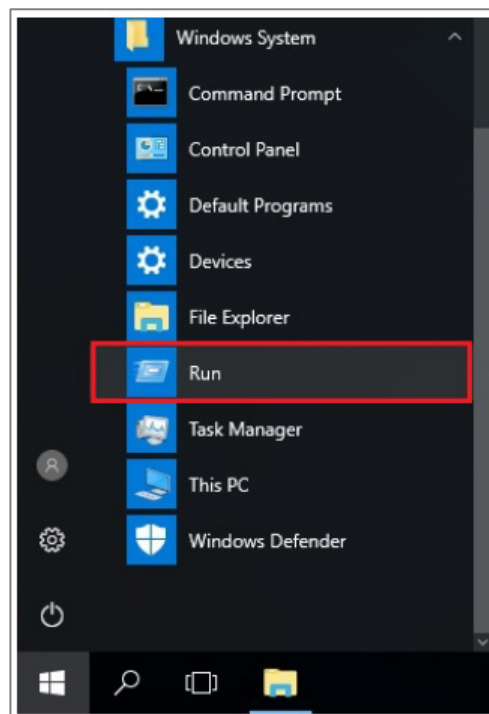 Windows System
Command Prompt
Control Panel
Default Programs
Devices
File Explorer
Run
Task Manager
This PC
Windows Defender